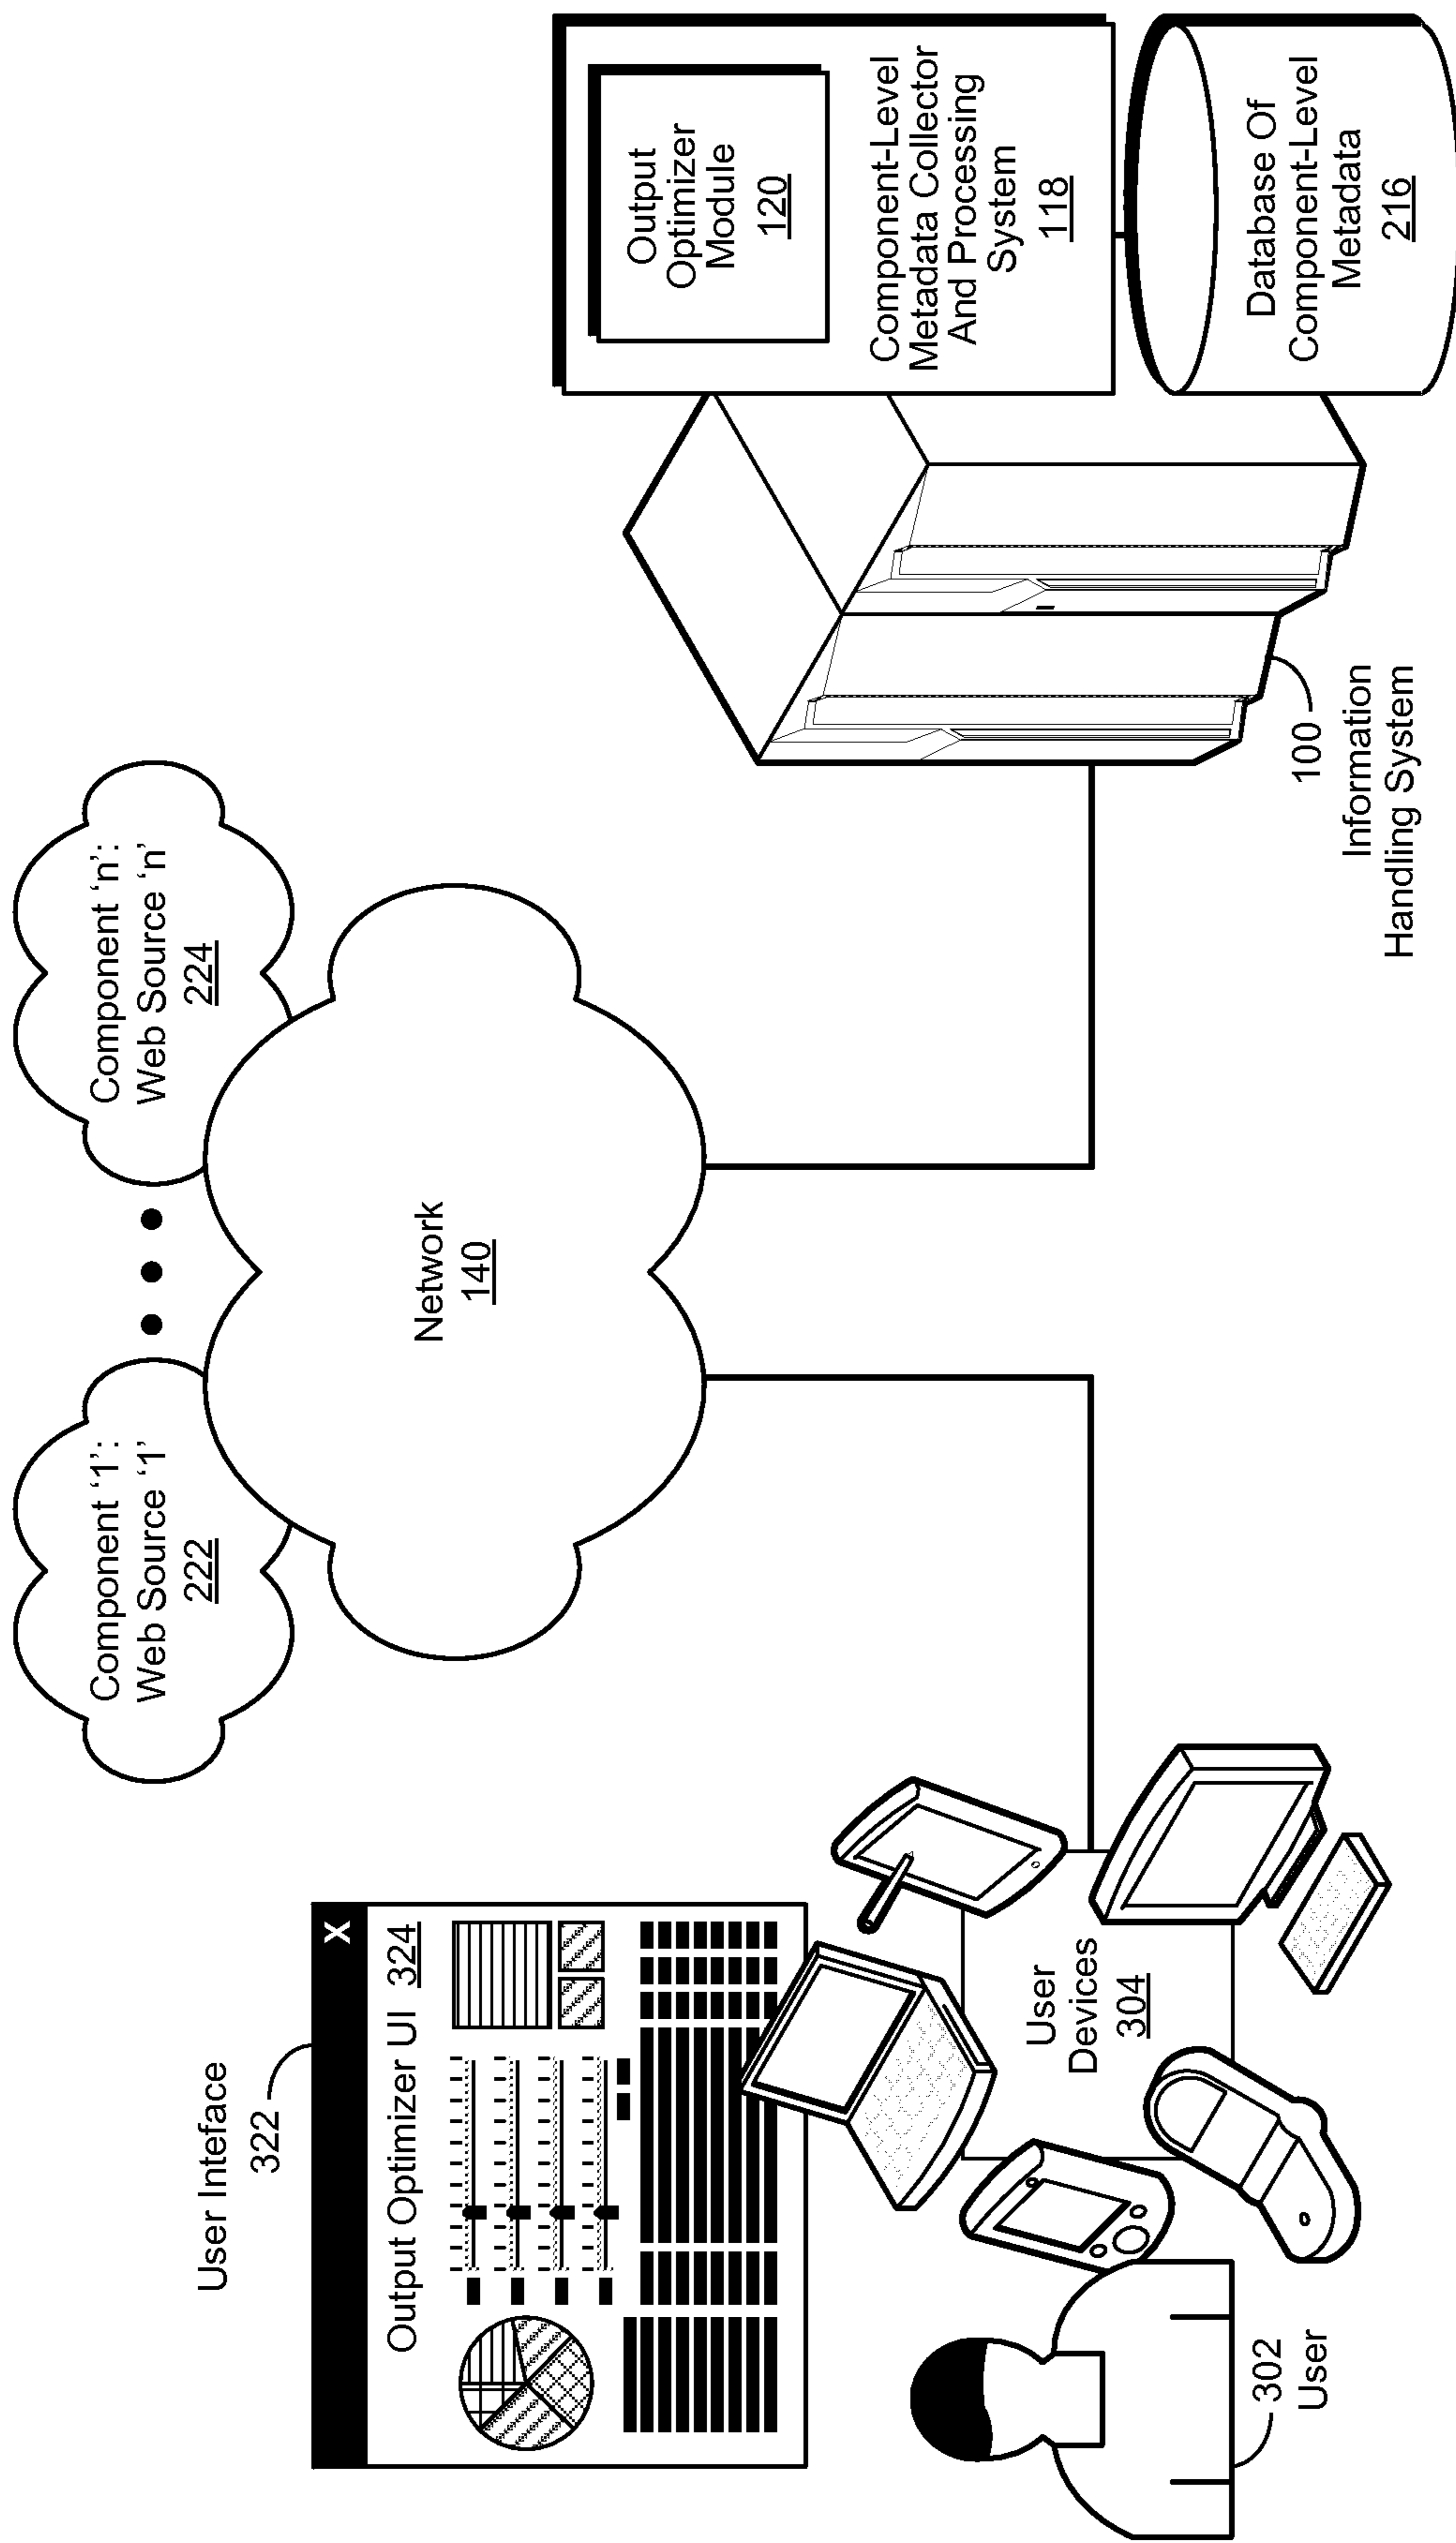 Component ‘1’:
Web Source ‘1’
222
Component ‘n’:
Web Source ‘n’
224
User Inteface
322
X
Output Optimizer UI 324
Network
140
Output
Optimizer
Module
120
Component-Level
Metadata Collector
And Processing
System
118
Database Of
Component-Level
Metadata
216
User
Devices
304
302
User
100
Information
Handling System